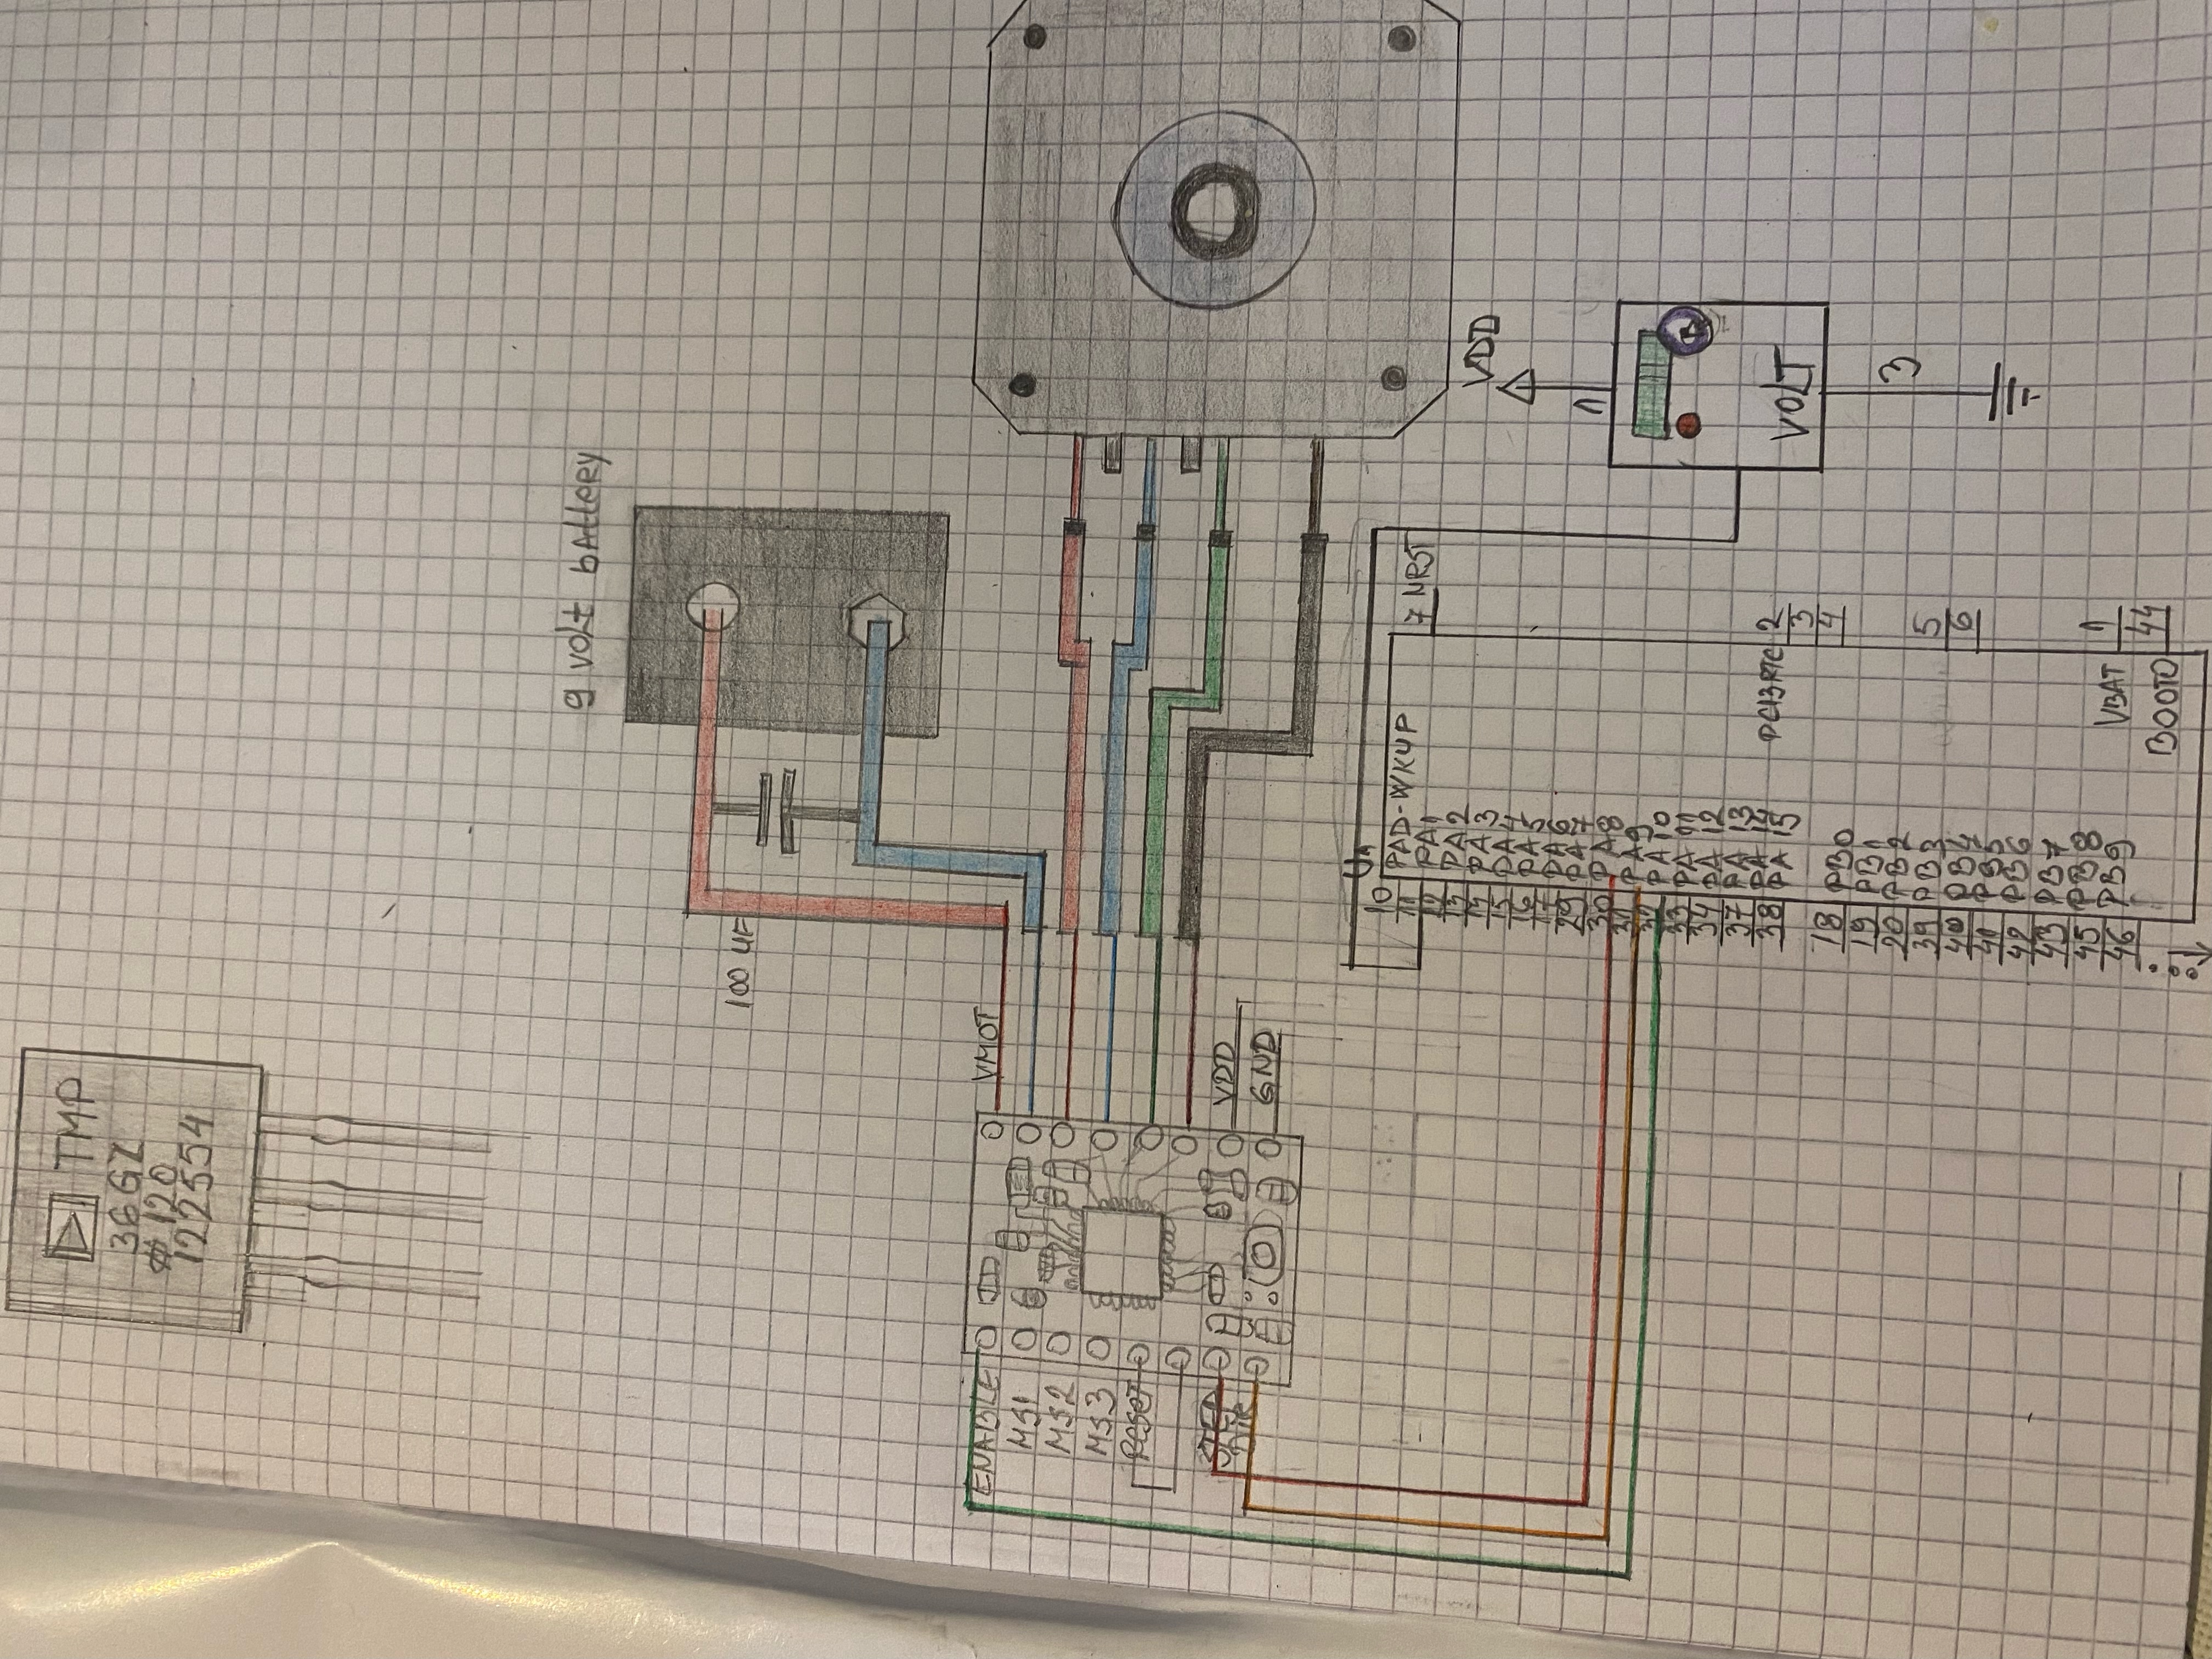 TMP
36GZ
#120
122554
9 VOLT bAttERY
100 UF
ENABLE
MS1
MS2
MS3
RESET
STEP
DIR
VMOT
VDD
GND
U1
10 PAD-WKUP
11 PA1
12 PA2
13 PA3
14 PA4
15 PA5
16 PA6
17 PA7
29 PA8
30 PA9
31 PA10
32 PA11
33 PA12
34 PA13
37 PA14
38 PA15
18 PB0
19 PB1
20 PB2
39 PB3
40 PB4
41 PB5
42 PB6
43 PB7
45 PB8
46 PB9
7 NRST
PC13RTC 2
3
4
5
6
VBAT 1
BOOT0 44
VDD
1
VOLT
3